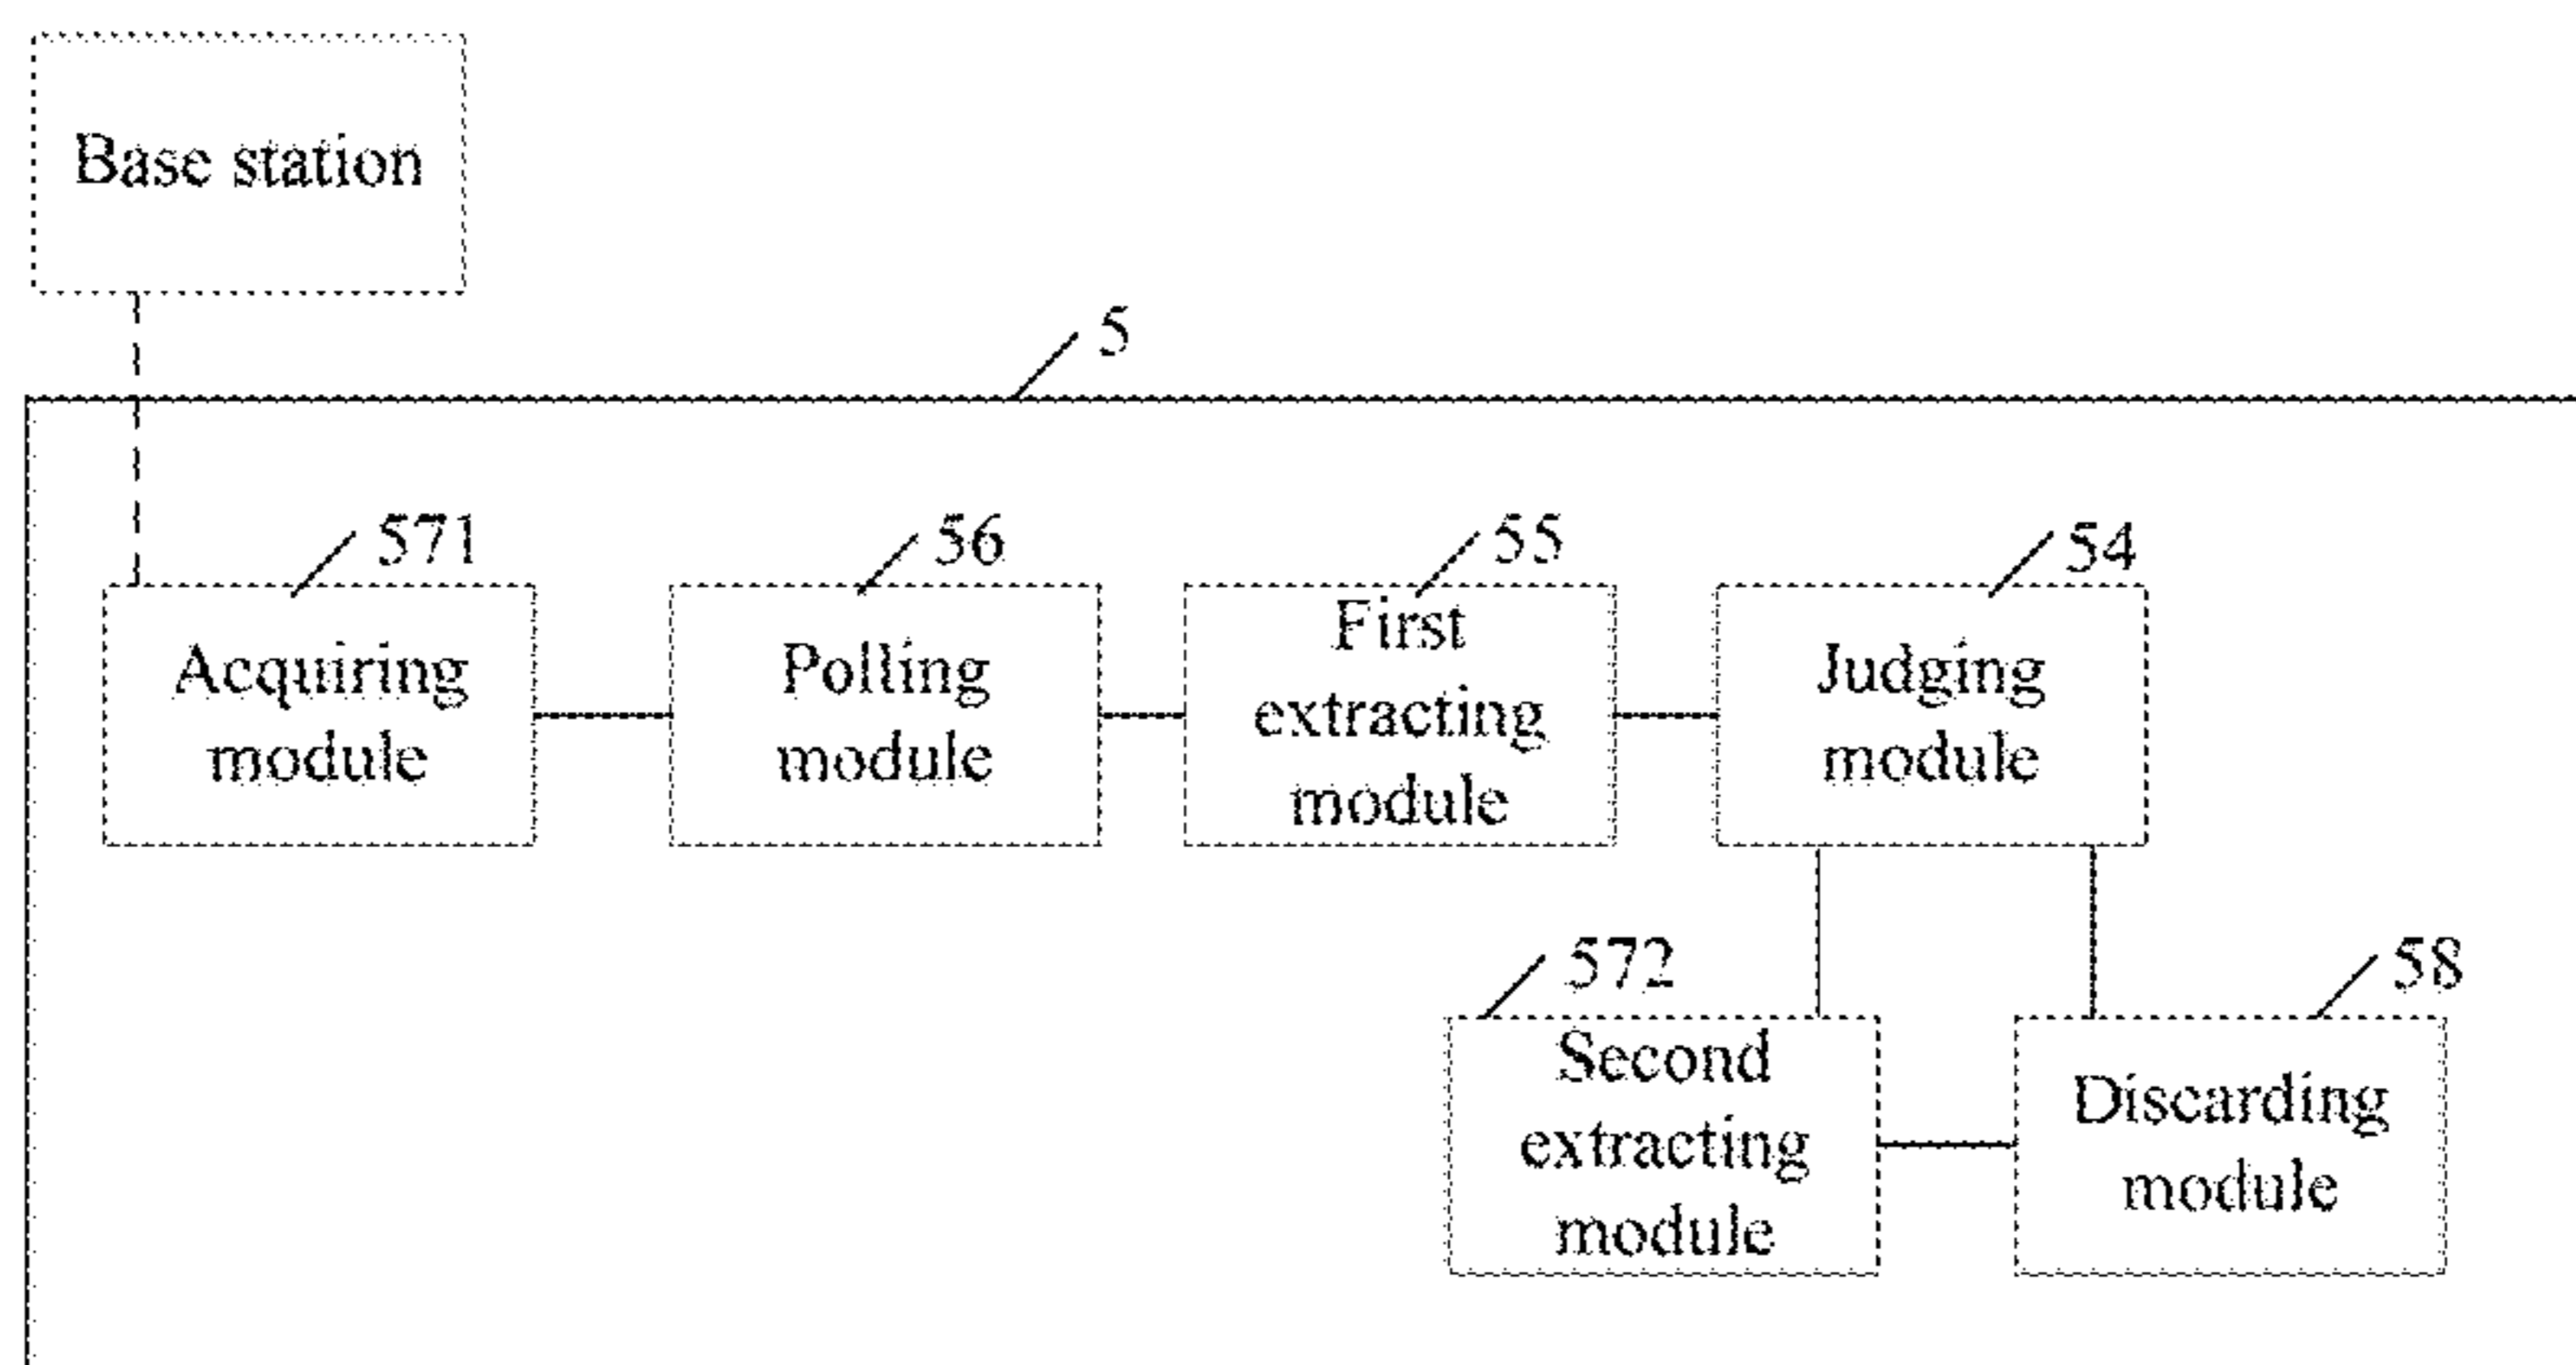 Base station
5
571
Acquiring
module
56
Polling
module
55
First
extracting
module
54
Judging
module
572
Second
extracting
module
58
Discarding
module